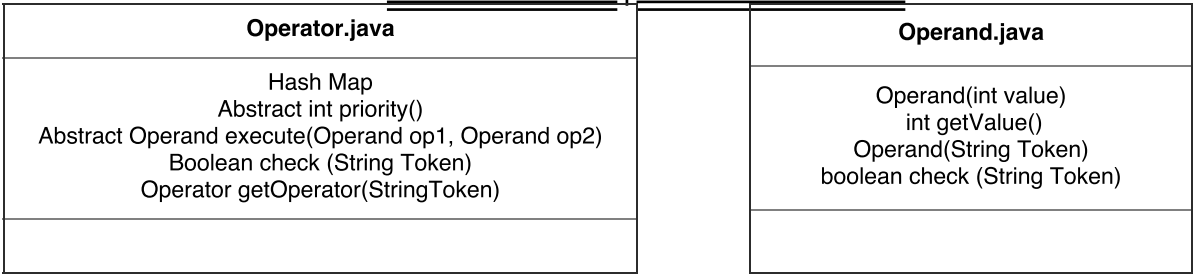 Operator.java
Hash Map
Abstract int priority()
Abstract Operand execute(Operand op1, Operand op2)
Boolean check (String Token)
Operator getOperator(StringToken)
Operand.java
Operand(int value)
int getValue()
Operand(String Token)
boolean check (String Token)